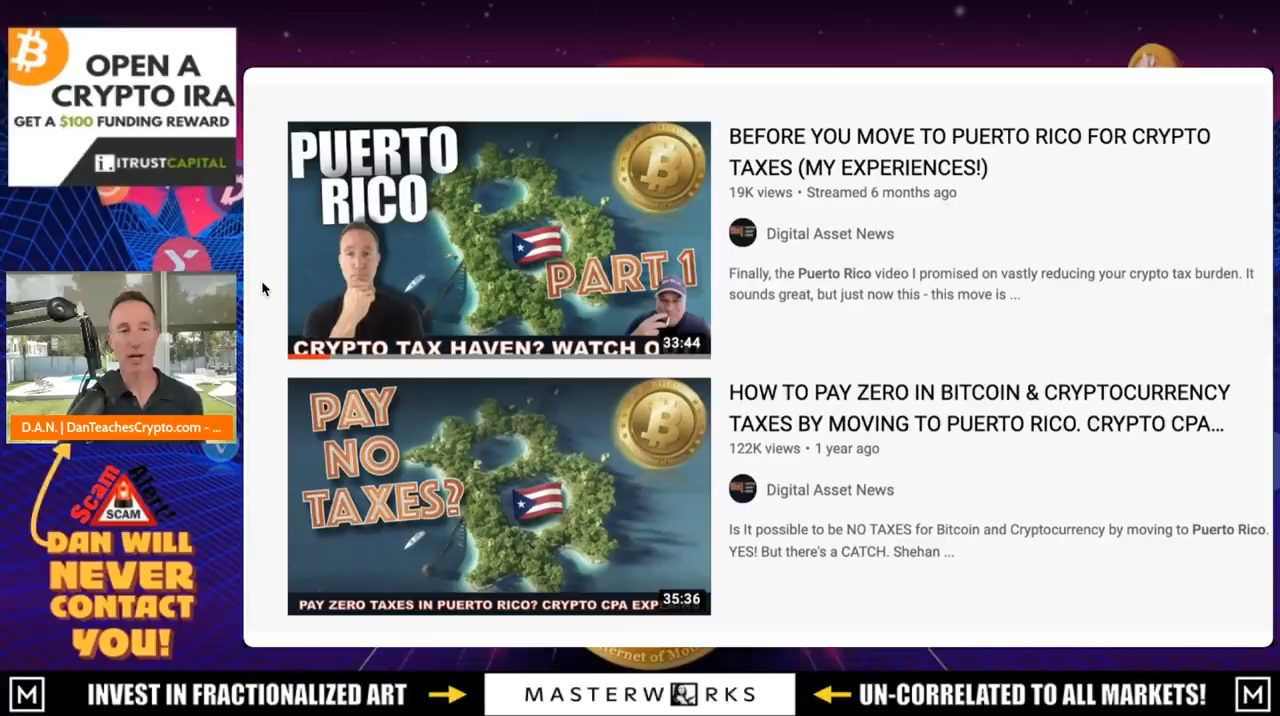 OPEN A
CRYPTO IRA
GET A $100 FUNDING REWARD
ITRUSTCAPITAL
D.A.N. | DanTeachesCrypto.com - ...
Scam Alert!
SCAM
DAN WILL
NEVER
CONTACT
YOU!
PUERTO
RICO
PART 1
CRYPTO TAX HAVEN? WATCH O
33:44
BEFORE YOU MOVE TO PUERTO RICO FOR CRYPTO
TAXES (MY EXPERIENCES!)
19K views • Streamed 6 months ago
Digital Asset News
Finally, the Puerto Rico video I promised on vastly reducing your crypto tax burden. It
sounds great, but just now this - this move is ...
PAY
NO
TAXES?
PAY ZERO TAXES IN PUERTO RICO? CRYPTO CPA EXP
35:36
HOW TO PAY ZERO IN BITCOIN & CRYPTOCURRENCY
TAXES BY MOVING TO PUERTO RICO. CRYPTO CPA...
122K views • 1 year ago
Digital Asset News
Is It possible to be NO TAXES for Bitcoin and Cryptocurrency by moving to Puerto Rico.
YES! But there's a CATCH. Shehan ...
M INVEST IN FRACTIONALIZED ART
MASTERWORKS
UN-CORRELATED TO ALL MARKETS! M